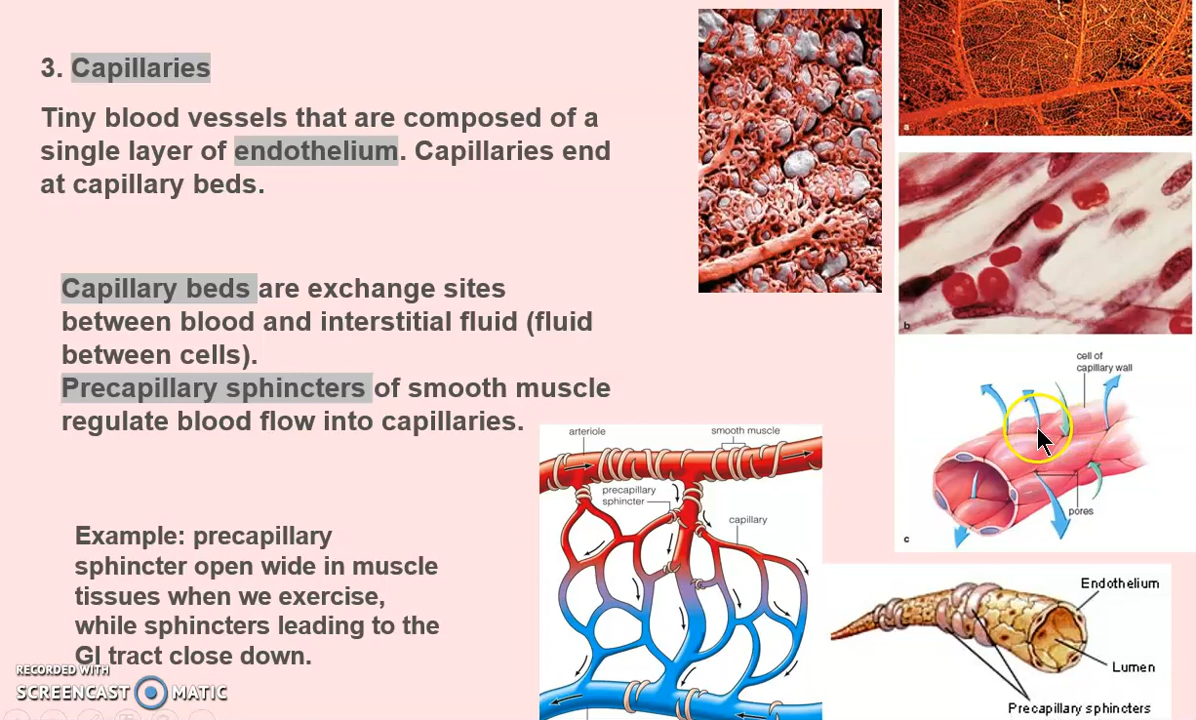 3. Capillaries
Tiny blood vessels that are composed of a
single layer of endothelium. Capillaries end
at capillary beds.
Capillary beds are exchange sites
between blood and interstitial fluid (fluid
between cells).
Precapillary sphincters of smooth muscle
regulate blood flow into capillaries.
Example: precapillary
sphincter open wide in muscle
tissues when we exercise,
while sphincters leading to the
GI tract close down.
RECORDED WITH
SCREENCAST MATIC
arteriole
smooth muscle
precapillary
sphincter
capillary
a
b
cell of
capillary wall
pores
c
Endothelium
Lumen
Precapillary sphincters